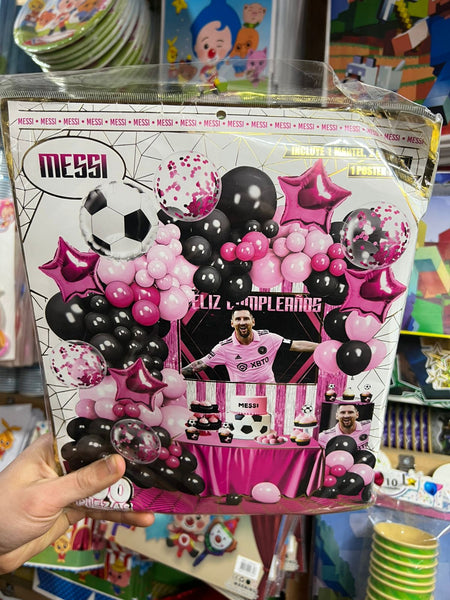 MESSI • MESSI • MESSI • MESSI • MESSI • MESSI • MESSI • MESSI • MESSI • MESSI • MESSI • MESSI • MESSI • MESSI
MESSI
INCLUYE 1 MANTEL,
1 POSTER
FELIZ CUMPLEAÑOS
XBTO
MESSI